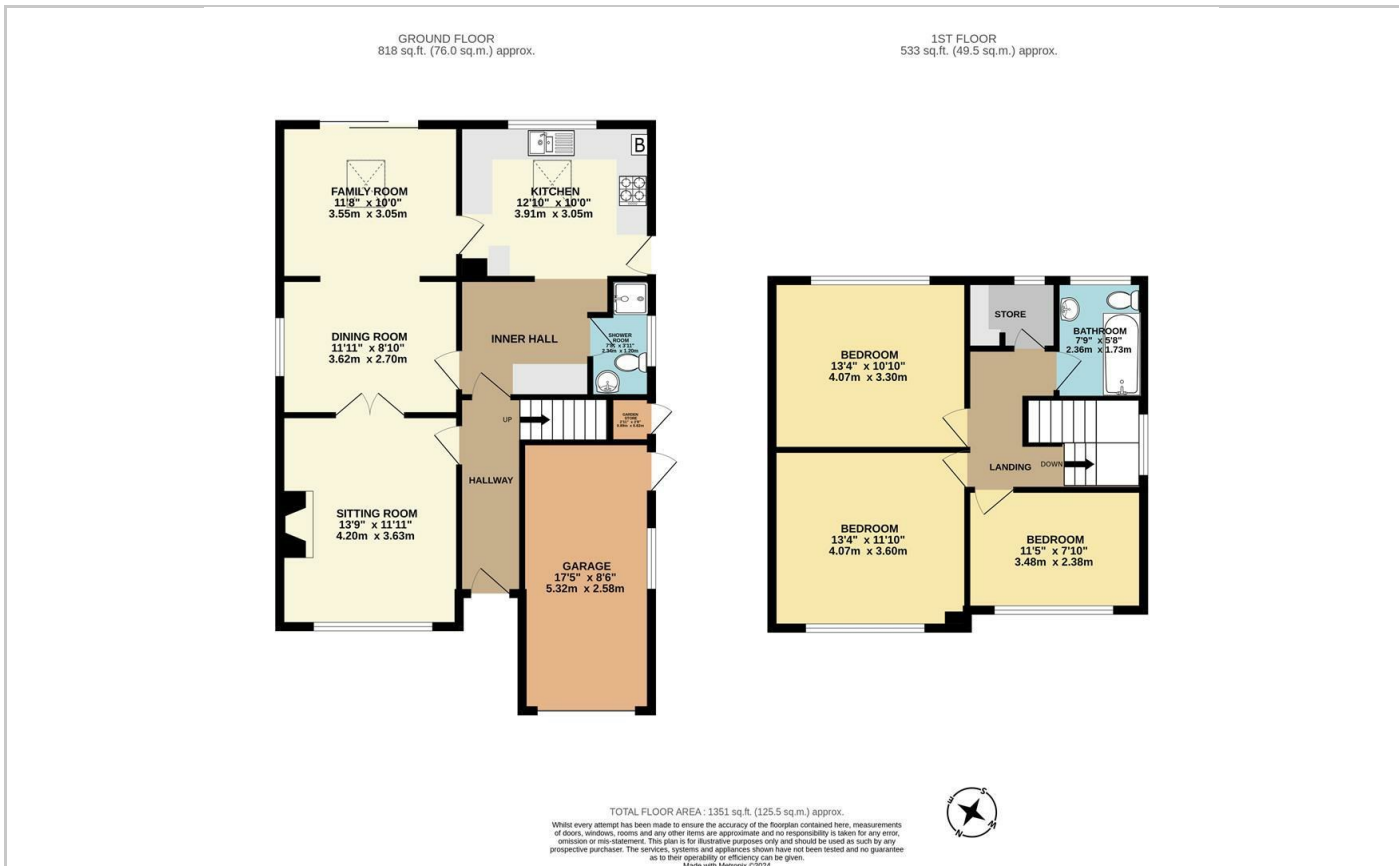 GROUND FLOOR
818 sq.ft. (76.0 sq.m.) approx.
1ST FLOOR
533 sq.ft. (49.5 sq.m.) approx.
B
FAMILY ROOM
11'8" x 10'0"
3.55m x 3.05m
KITCHEN
12'10" x 10'0"
3.91m x 3.05m
DINING ROOM
11'11" x 8'10"
3.62m x 2.70m
INNER HALL
SHOWER
ROOM
3'11"
1.20m
UP
GARDEN
STORE
HALLWAY
SITTING ROOM
13'9" x 11'11"
4.20m x 3.63m
GARAGE
17'5" x 8'6"
5.32m x 2.58m
STORE
BATHROOM
7'9" x 5'8"
2.36m x 1.73m
BEDROOM
13'4" x 10'10"
4.07m x 3.30m
LANDING
DOWN
BEDROOM
13'4" x 11'10"
4.07m x 3.60m
BEDROOM
11'5" x 7'10"
3.48m x 2.38m
S
E
W
N
TOTAL FLOOR AREA : 1351 sq.ft. (125.5 sq.m.) approx.
Whilst every attempt has been made to ensure the accuracy of the floorplan contained here, measurements
of doors, windows, rooms and any other items are approximate and no responsibility is taken for any error,
omission or mis-statement. This plan is for illustrative purposes only and should be used as such by any
prospective purchaser. The services, systems and appliances shown have not been tested and no guarantee
as to their operability or efficiency can be given.
Made with Metropix ©2024